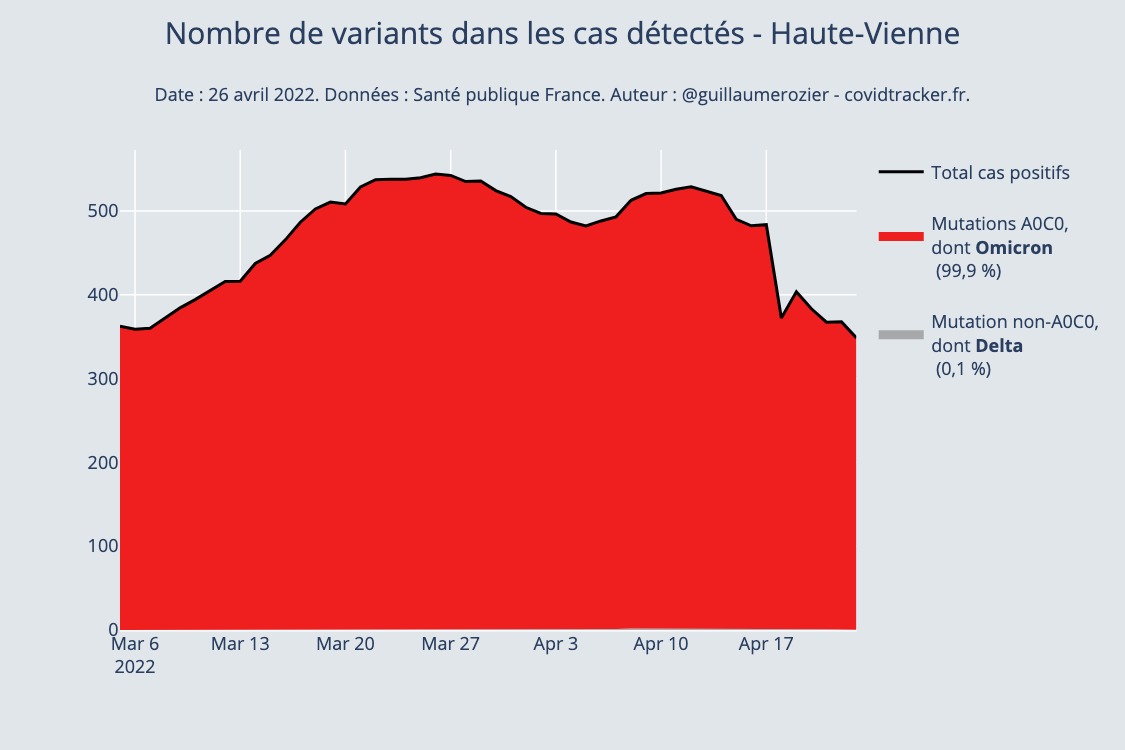 Nombre de variants dans les cas détectés - Haute-Vienne
Date : 26 avril 2022. Données : Santé publique France. Auteur : @guillaumerozier - covidtracker.fr.
Total cas positifs
Mutations A0C0,
dont Omicron
(99,9 %)
Mutation non-A0C0,
dont Delta
(0,1 %)
500
400
300
200
100
0
Mar 6
2022
Mar 13
Mar 20
Mar 27
Apr 3
Apr 10
Apr 17